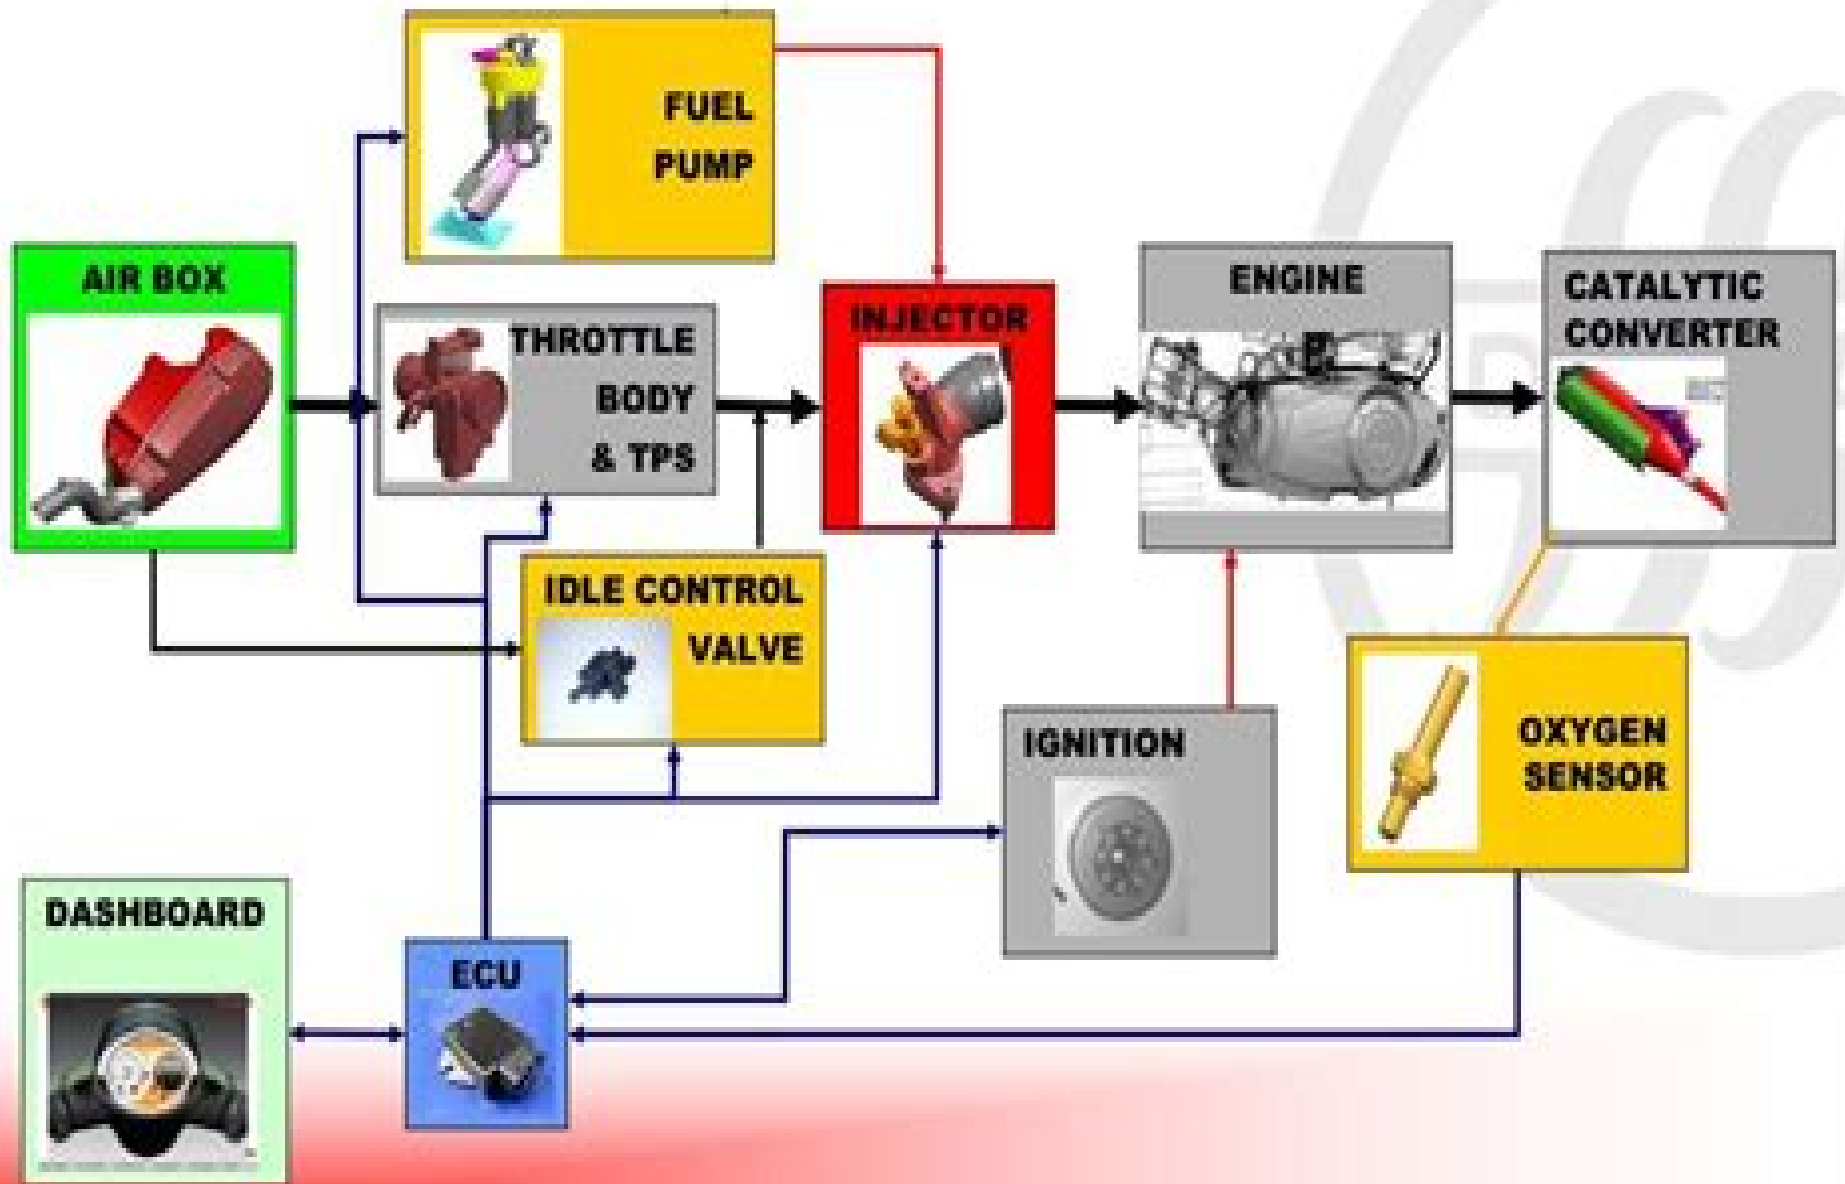 FUEL
PUMP
AIR BOX
THROTTLE
BODY
& TPS
INJECTOR
ENGINE
CATALYTIC
CONVERTER
IDLE CONTROL
VALVE
IGNITION
OXYGEN
SENSOR
DASHBOARD
ECU